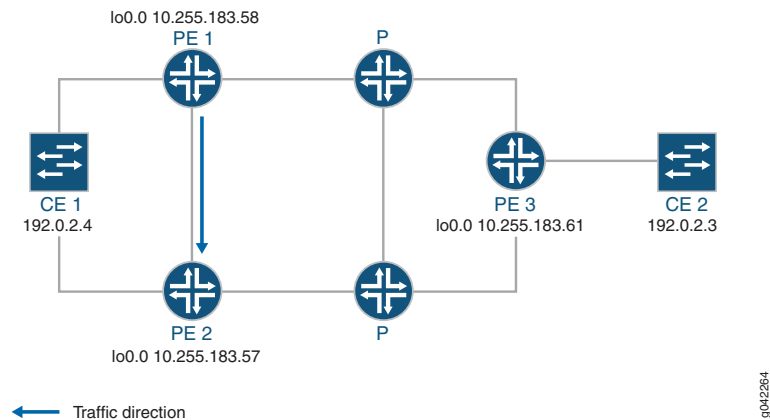 lo0.0 10.255.183.58
PE 1
P
CE 1
192.0.2.4
PE 3
lo0.0 10.255.183.61
CE 2
192.0.2.3
PE 2
lo0.0 10.255.183.57
P
Traffic direction
g042264